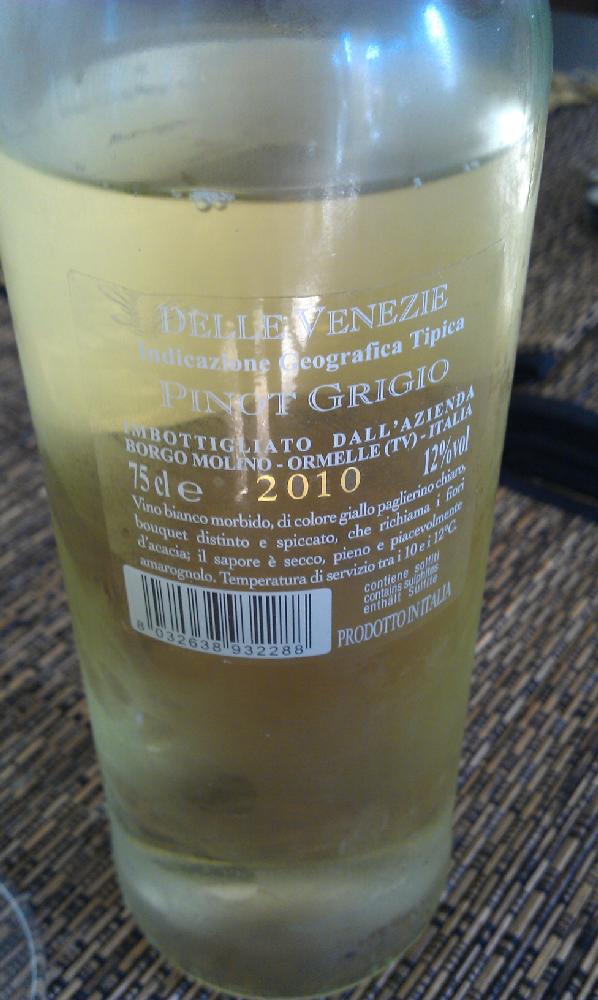 DELLE VENEZIE
Indicazione Geografica Tipica
PINOT GRIGIO
IMBOTTIGLIATO DALL'AZIENDA
BORGO MOLINO - ORMELLE (TV) - ITALIA
75 cl e 2010 12%vol
Vino bianco morbido, di colore giallo paglierino chiaro,
bouquet distinto e spiccato, che richiama i fiori
d'acacia; il sapore è secco, pieno e piacevolmente
amarognolo. Temperatura di servizio tra i 10 e i 12°C.
contiene solfiti
contains sulphites
enthält Sulfite
PRODOTTO IN ITALIA
8 032638 932288